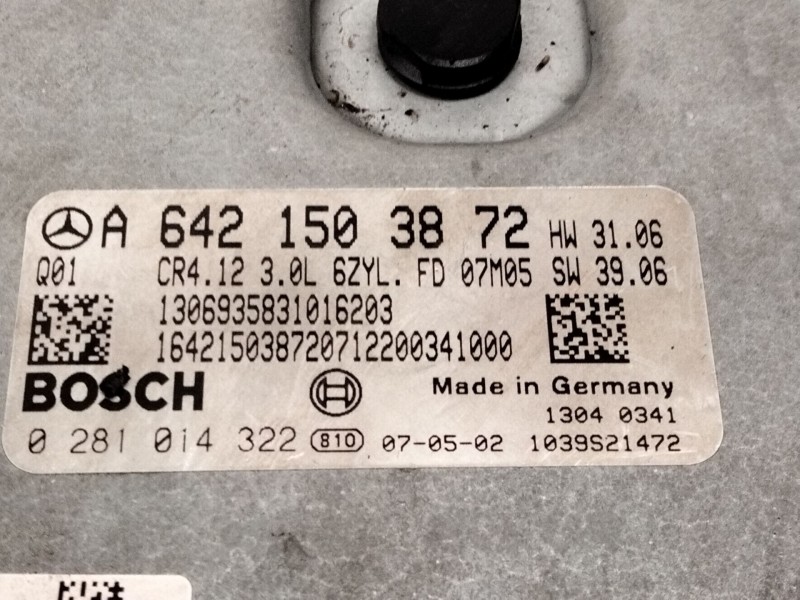 A 642 150 38 72 HW 31.06
Q01 CR4.12 3.0L 6ZYL. FD 07M05 SW 39.06
1306935831016203
164215038720712200341000
BOSCH Made in Germany
1304 0341
0 281 014 322 810 07-05-02 1039S21472